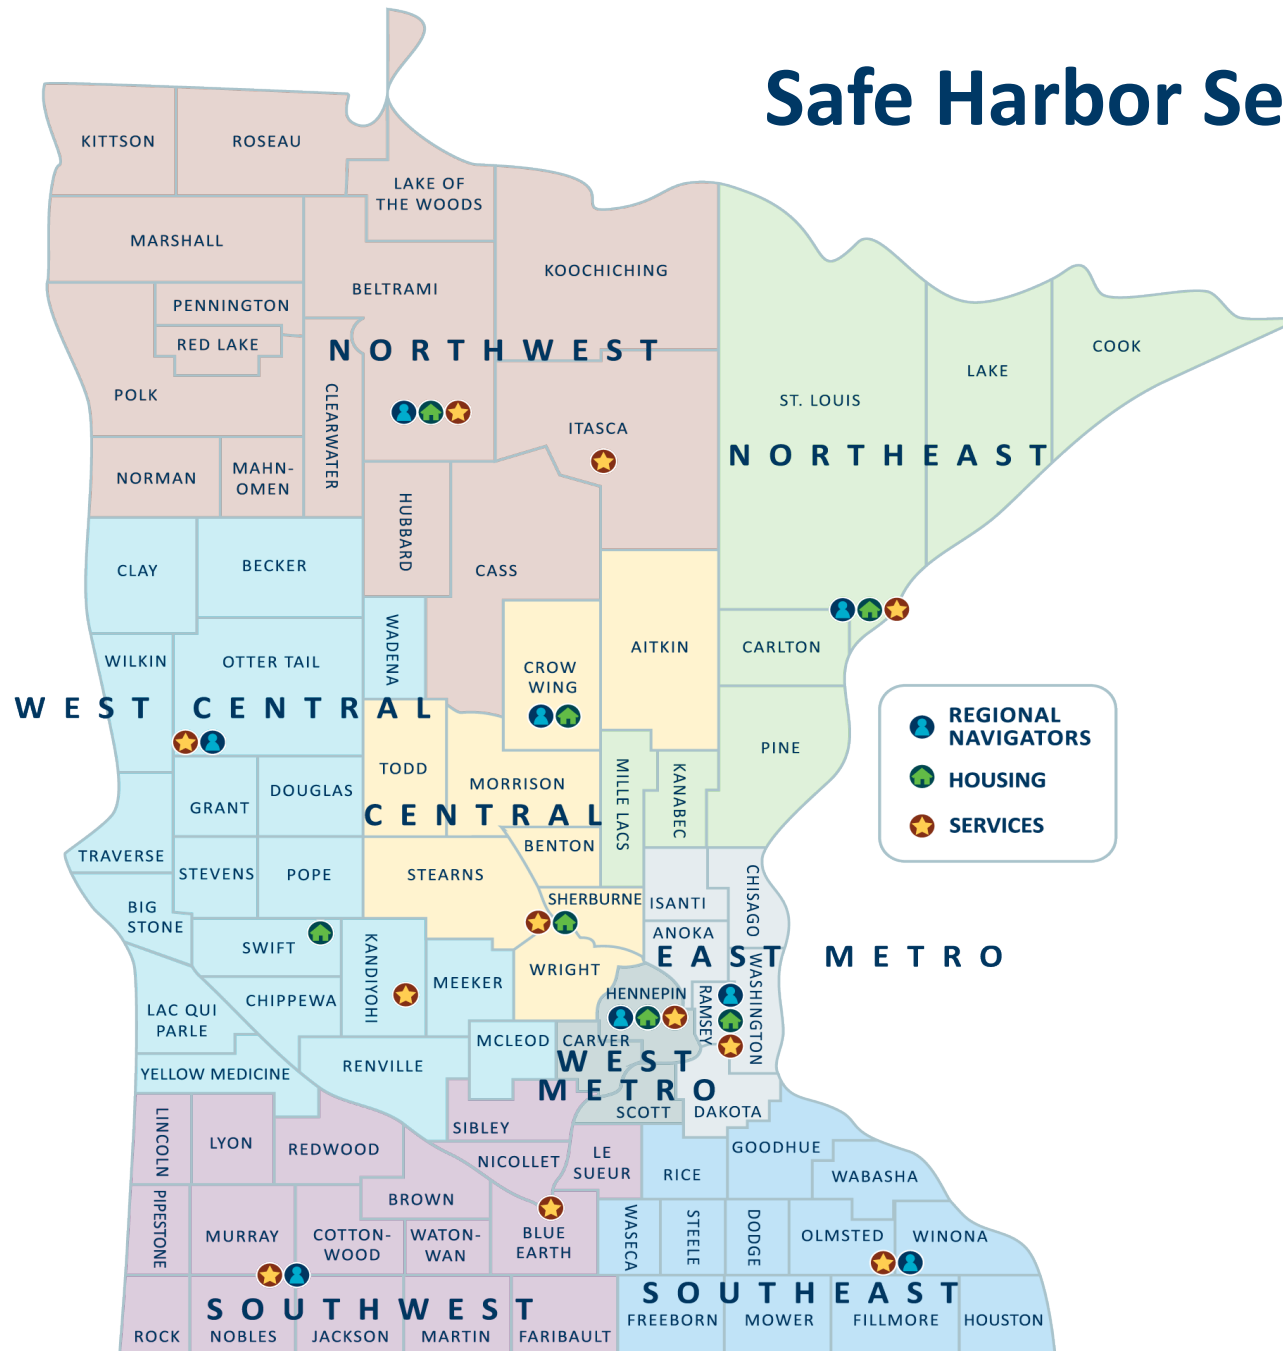 Safe Harbor Se
KITTSON
ROSEAU
LAKE OF
THE WOODS
MARSHALL
KOOCHICHING
BELTRAMI
PENNINGTON
RED LAKE
NORTHWEST
COOK
LAKE
POLK
CLEARWATER
ST. LOUIS
ITASCA
NORTHEAST
NORMAN
MAHN-
OMEN
HUBBARD
CLAY
BECKER
CASS
WADENA
AITKIN
CARLTON
WILKIN
OTTER TAIL
CROW
WING
WEST CENTRAL
REGIONAL
NAVIGATORS
HOUSING
SERVICES
PINE
TODD
MORRISON
MILLE LACS
KANABEC
GRANT
DOUGLAS
CENTRAL
BENTON
TRAVERSE
STEVENS
POPE
STEARNS
CHISAGO
SHERBURNE
ISANTI
BIG
STONE
SWIFT
KANDIYOHI
ANOKA
EAST METRO
WASHINGTON
WRIGHT
MEEKER
HENNEPIN
RAMSEY
CHIPPEWA
LAC QUI
PARLE
MCLEOD
CARVER
WEST
METRO
RENVILLE
YELLOW MEDICINE
SCOTT
DAKOTA
LINCOLN
LYON
REDWOOD
SIBLEY
NICOLLET
LE
SUEUR
RICE
GOODHUE
WABASHA
PIPESTONE
BROWN
MURRAY
COTTON-
WOOD
WATON-
WAN
BLUE
EARTH
WASECA
STEELE
DODGE
OLMSTED
WINONA
SOUTHWEST
SOUTHEAST
ROCK
NOBLES
JACKSON
MARTIN
FARIBAULT
FREEBORN
MOWER
FILLMORE
HOUSTON